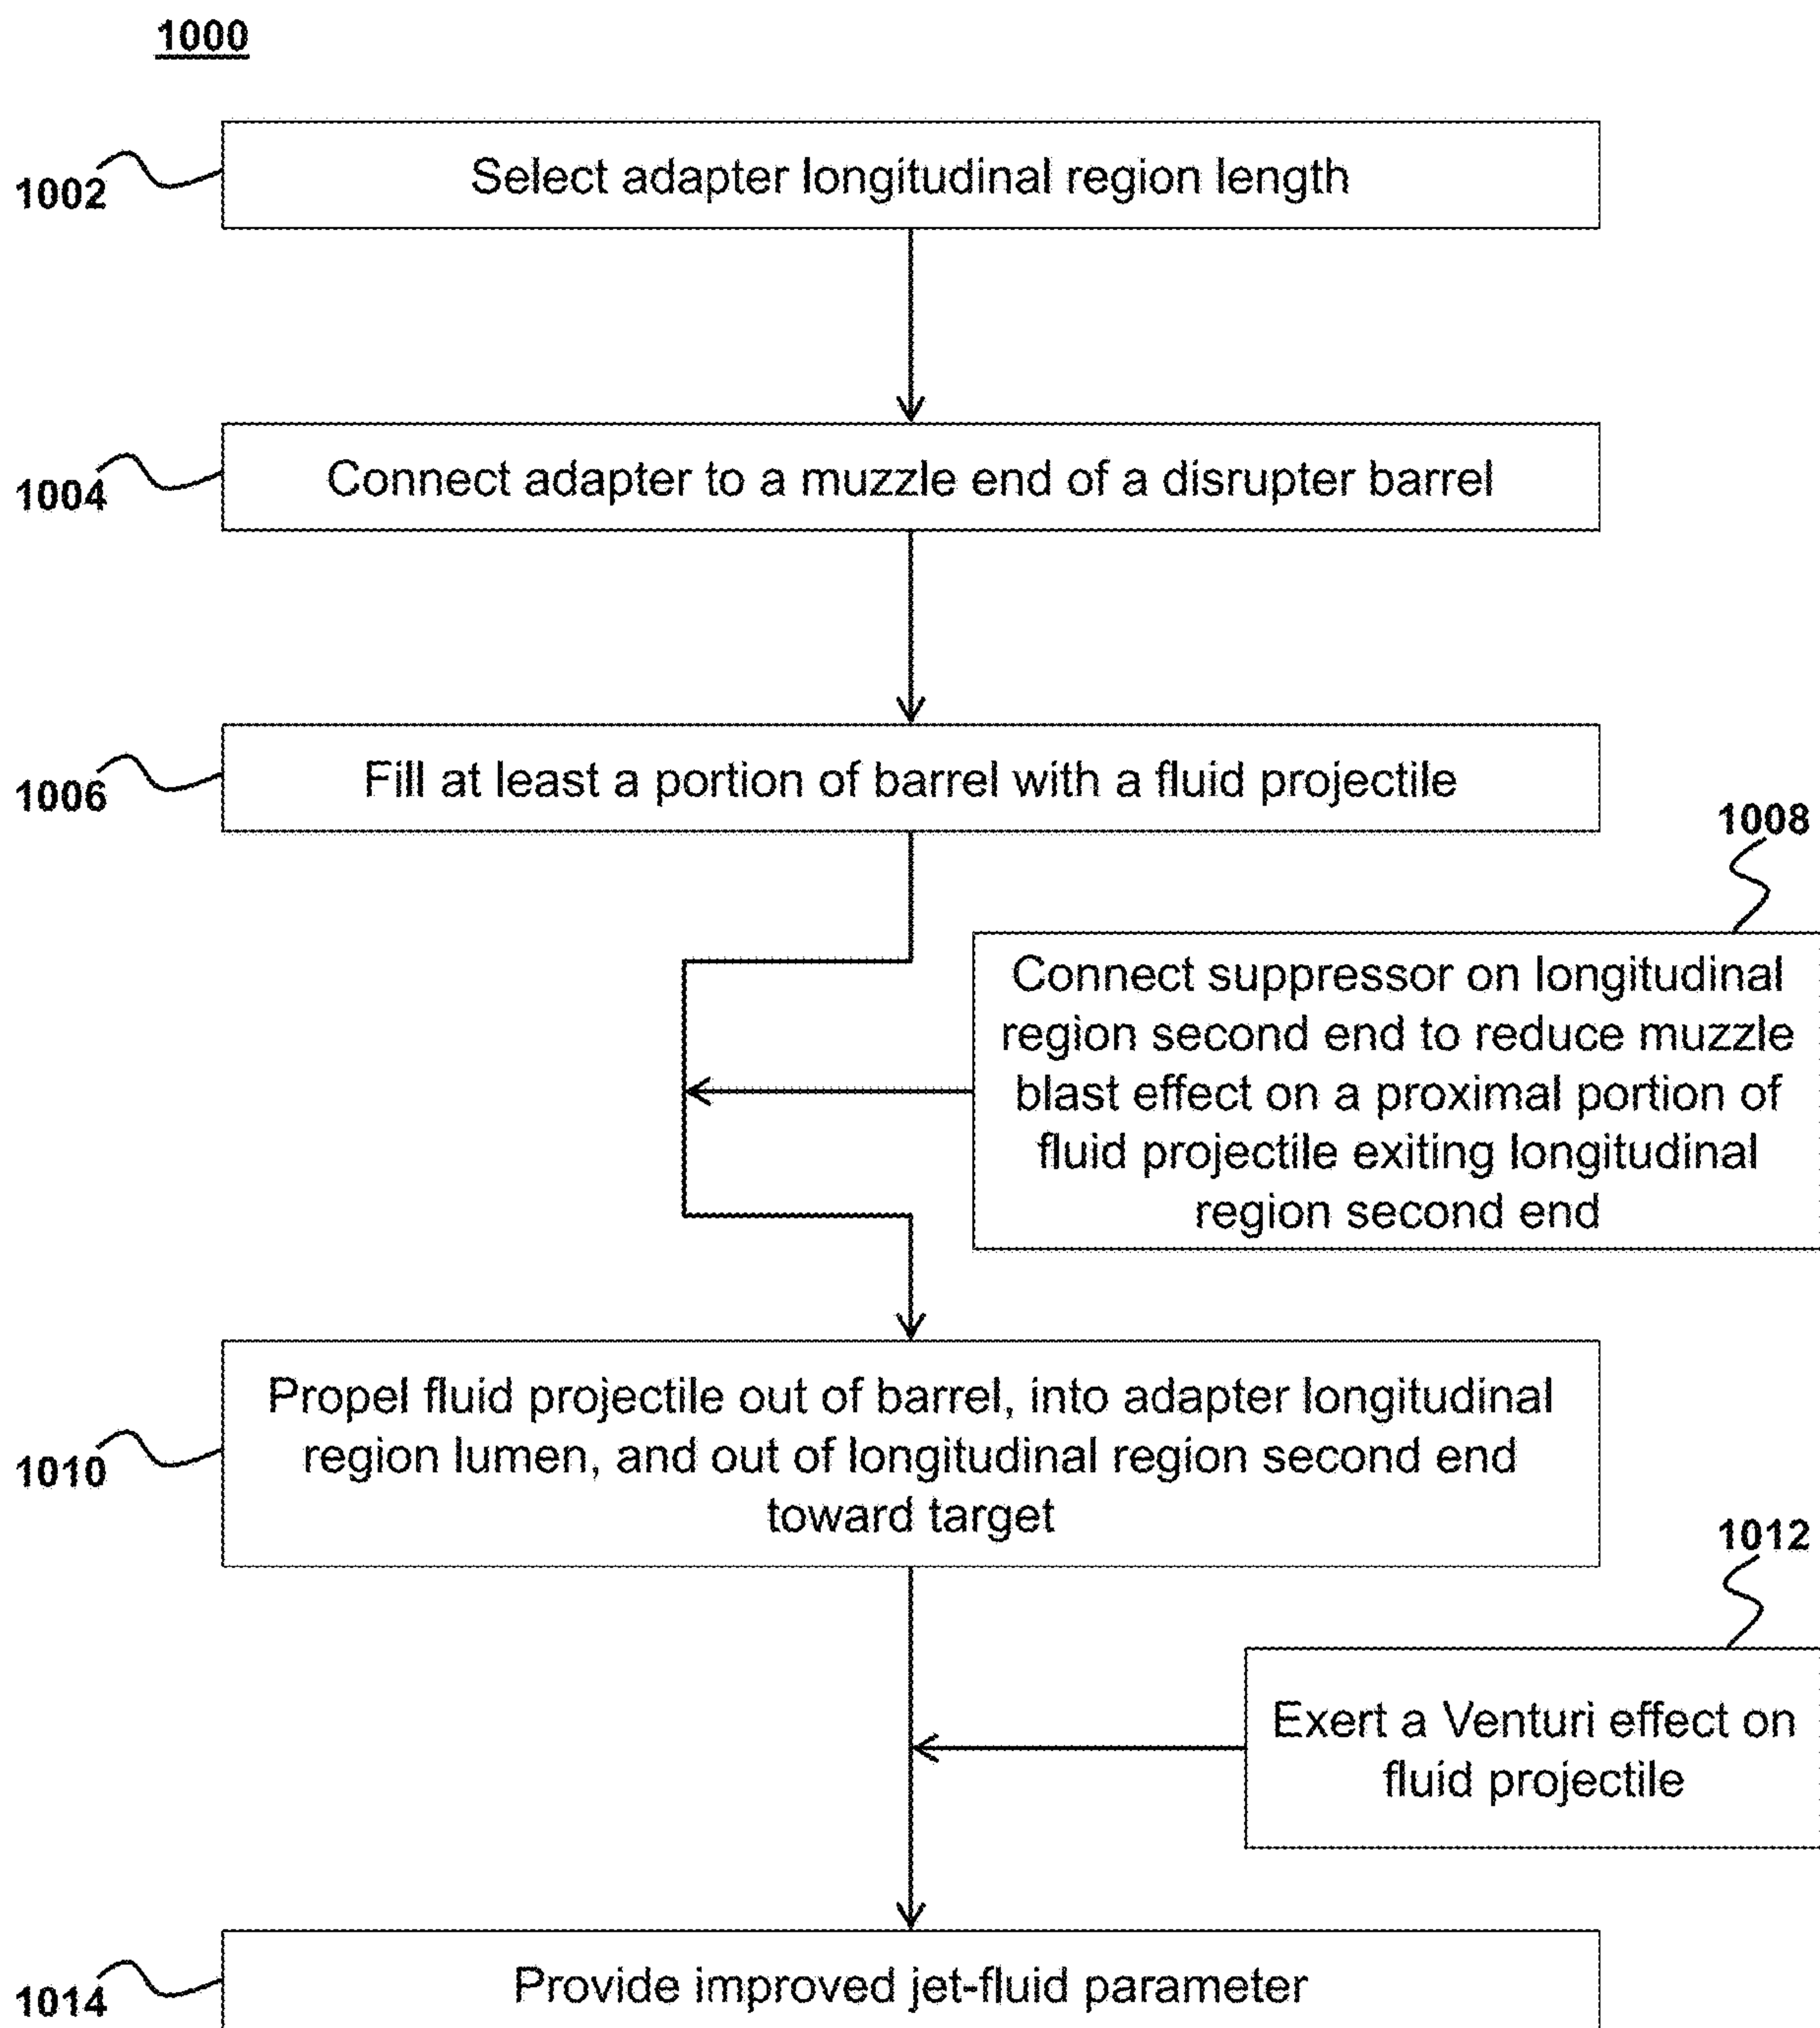 1000
1002
Select adapter longitudinal region length
1004
Connect adapter to a muzzle end of a disrupter barrel
1006
Fill at least a portion of barrel with a fluid projectile
1008
Connect suppressor on longitudinal
region second end to reduce muzzle
blast effect on a proximal portion of
fluid projectile exiting longitudinal
region second end
1010
Propel fluid projectile out of barrel, into adapter longitudinal
region lumen, and out of longitudinal region second end
toward target
1012
Exert a Venturi effect on
fluid projectile
1014
Provide improved jet-fluid parameter